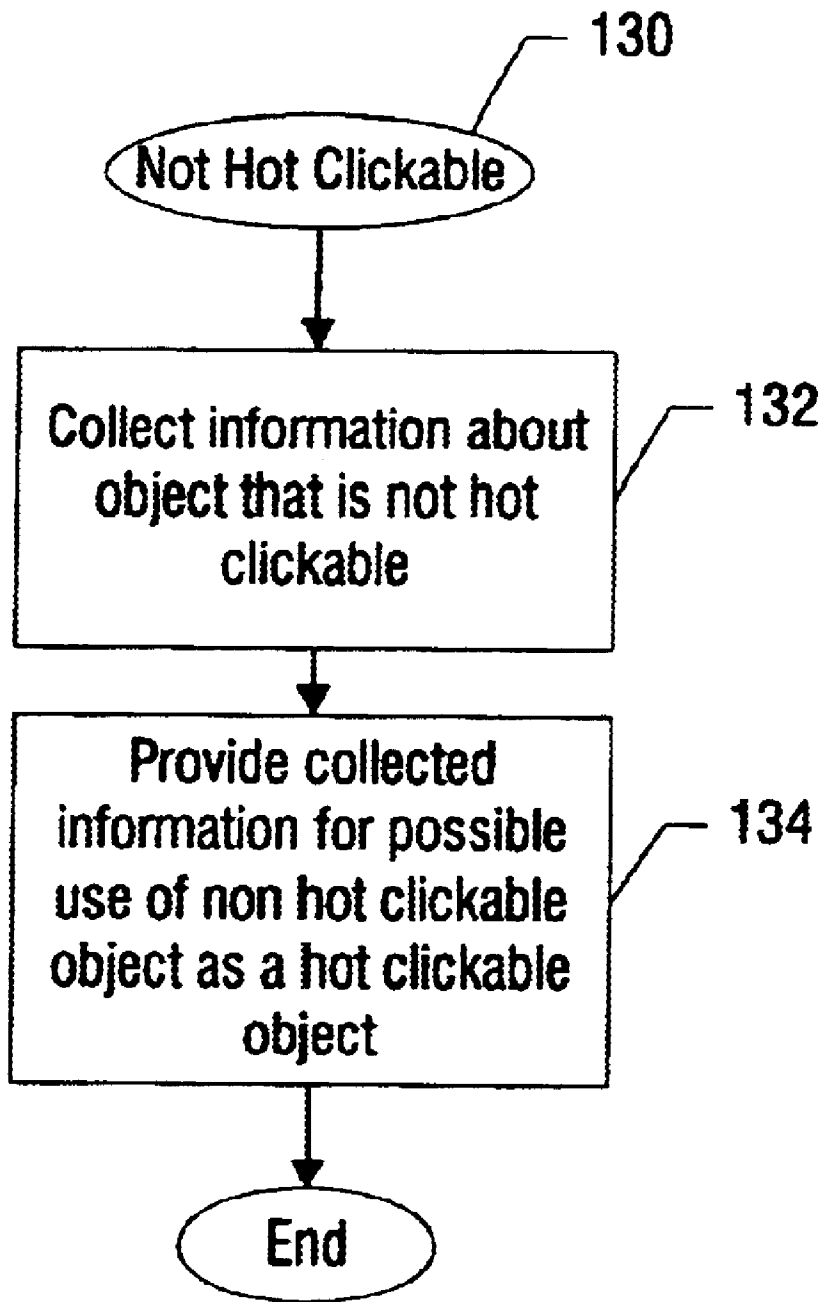 130
Not Hot Clickable
132
Collect information about
object that is not hot
clickable
Provide collected
information for possible
use of non hot clickable
object as a hot clickable
object
134
End